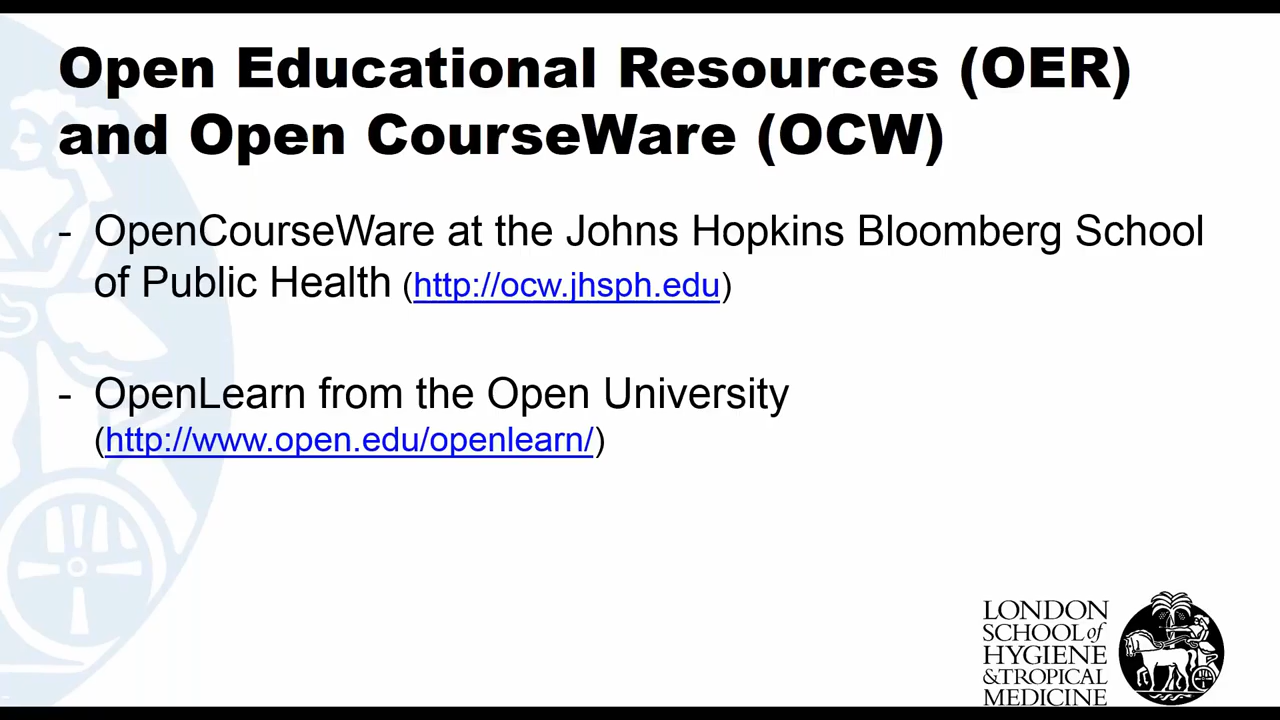 Open Educational Resources (OER)
and Open CourseWare (OCW)
- OpenCourseWare at the Johns Hopkins Bloomberg School
of Public Health (http://ocw.jhsph.edu)
- OpenLearn from the Open University
(http://www.open.edu/openlearn/)
LONDON
SCHOOL of
HYGIENE
& TROPICAL
MEDICINE